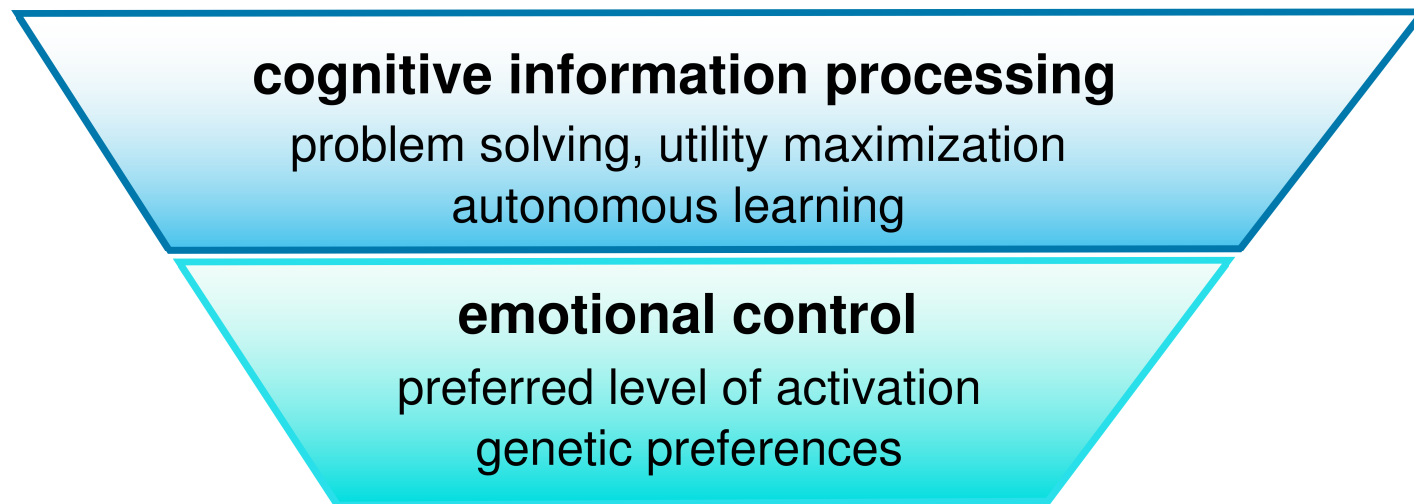 cognitive information processing
problem solving, utility maximization
autonomous learning
emotional control
preferred level of activation
genetic preferences